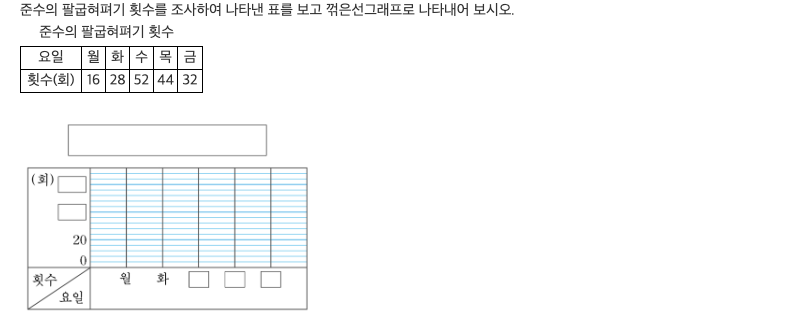 준수의 팔굽혀펴기 횟수를 조사하여 나타낸 표를 보고 꺾은선그래프로 나타내어 보시오.
준수의 팔굽혀펴기 횟수
요일 월 화 수 목 금
횟수(회) 16 28 52 44 32
(회)
20
0
횟수 월 화
요일